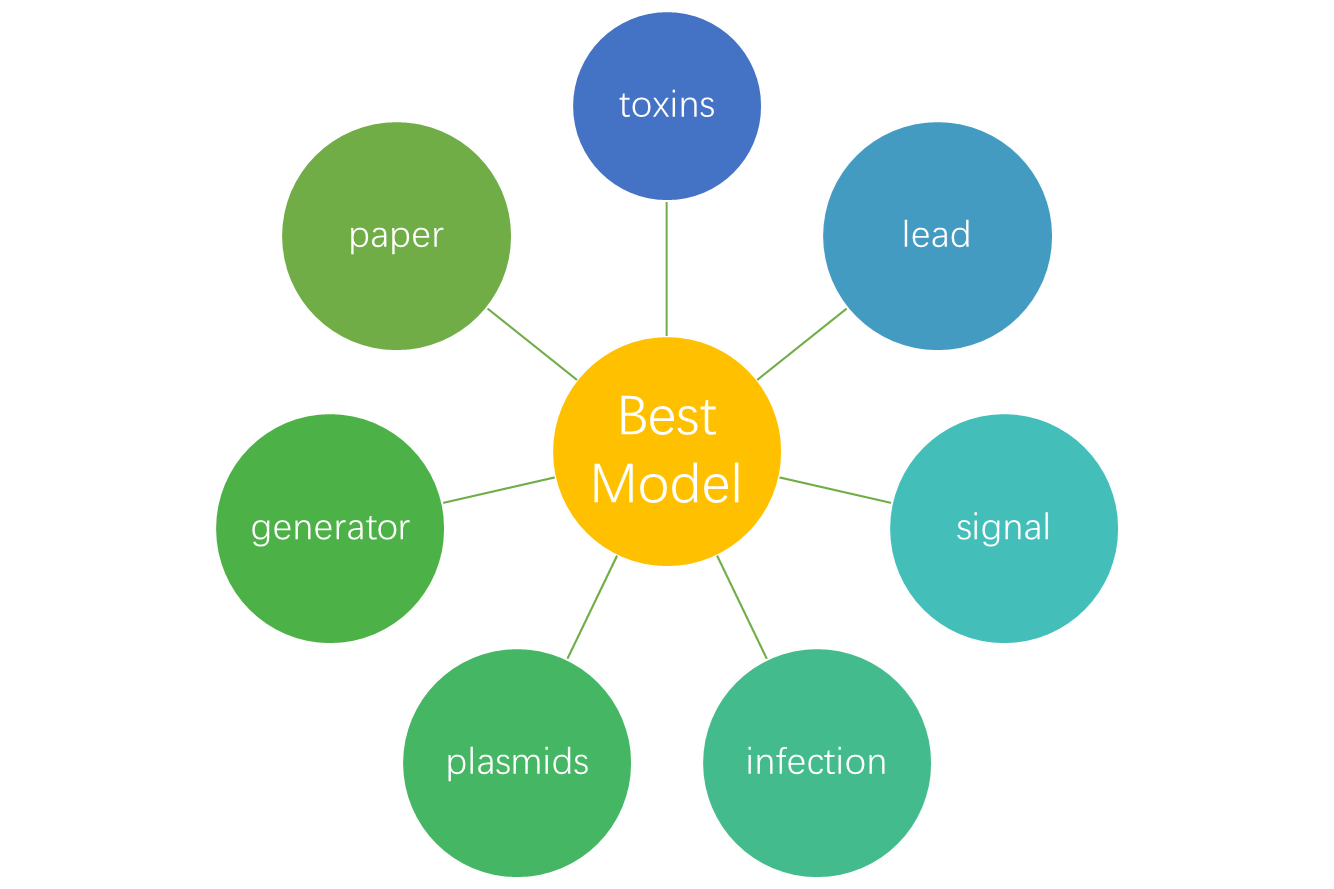 toxins
paper
lead
Best
Model
generator
signal
plasmids
infection